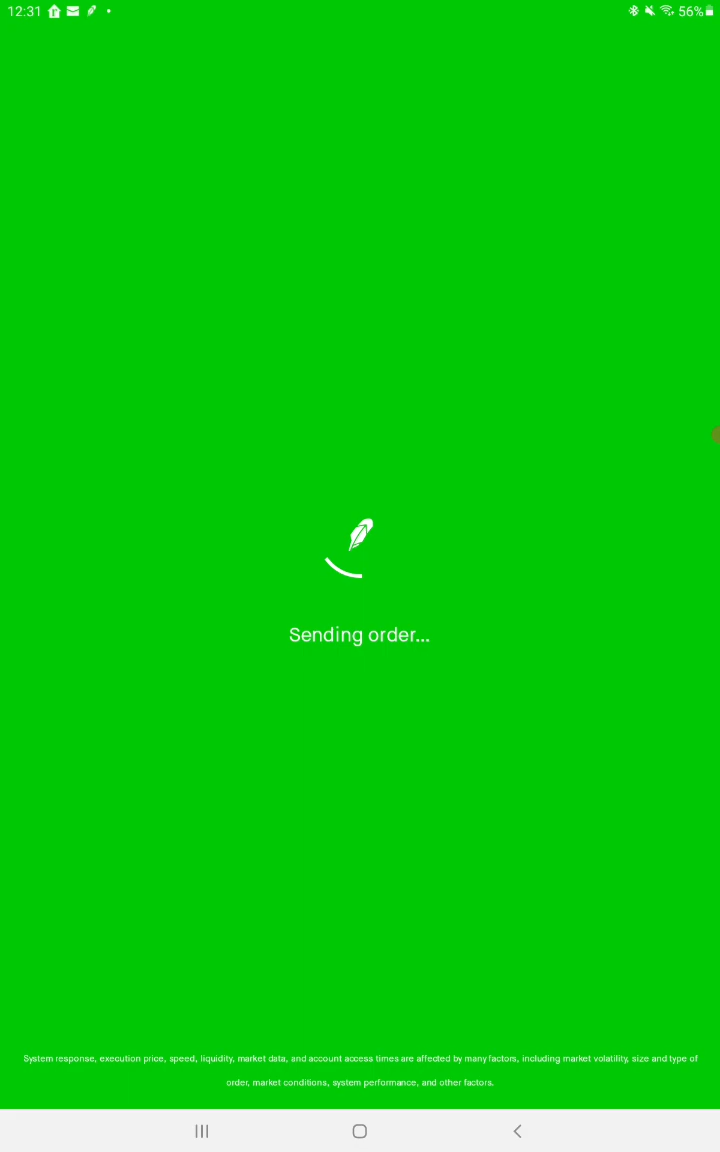 12:31
56%
Sending order...
System response, execution price, speed, liquidity, market data, and account access times are affected by many factors, including market volatility, size and type of
order, market conditions, system performance, and other factors.